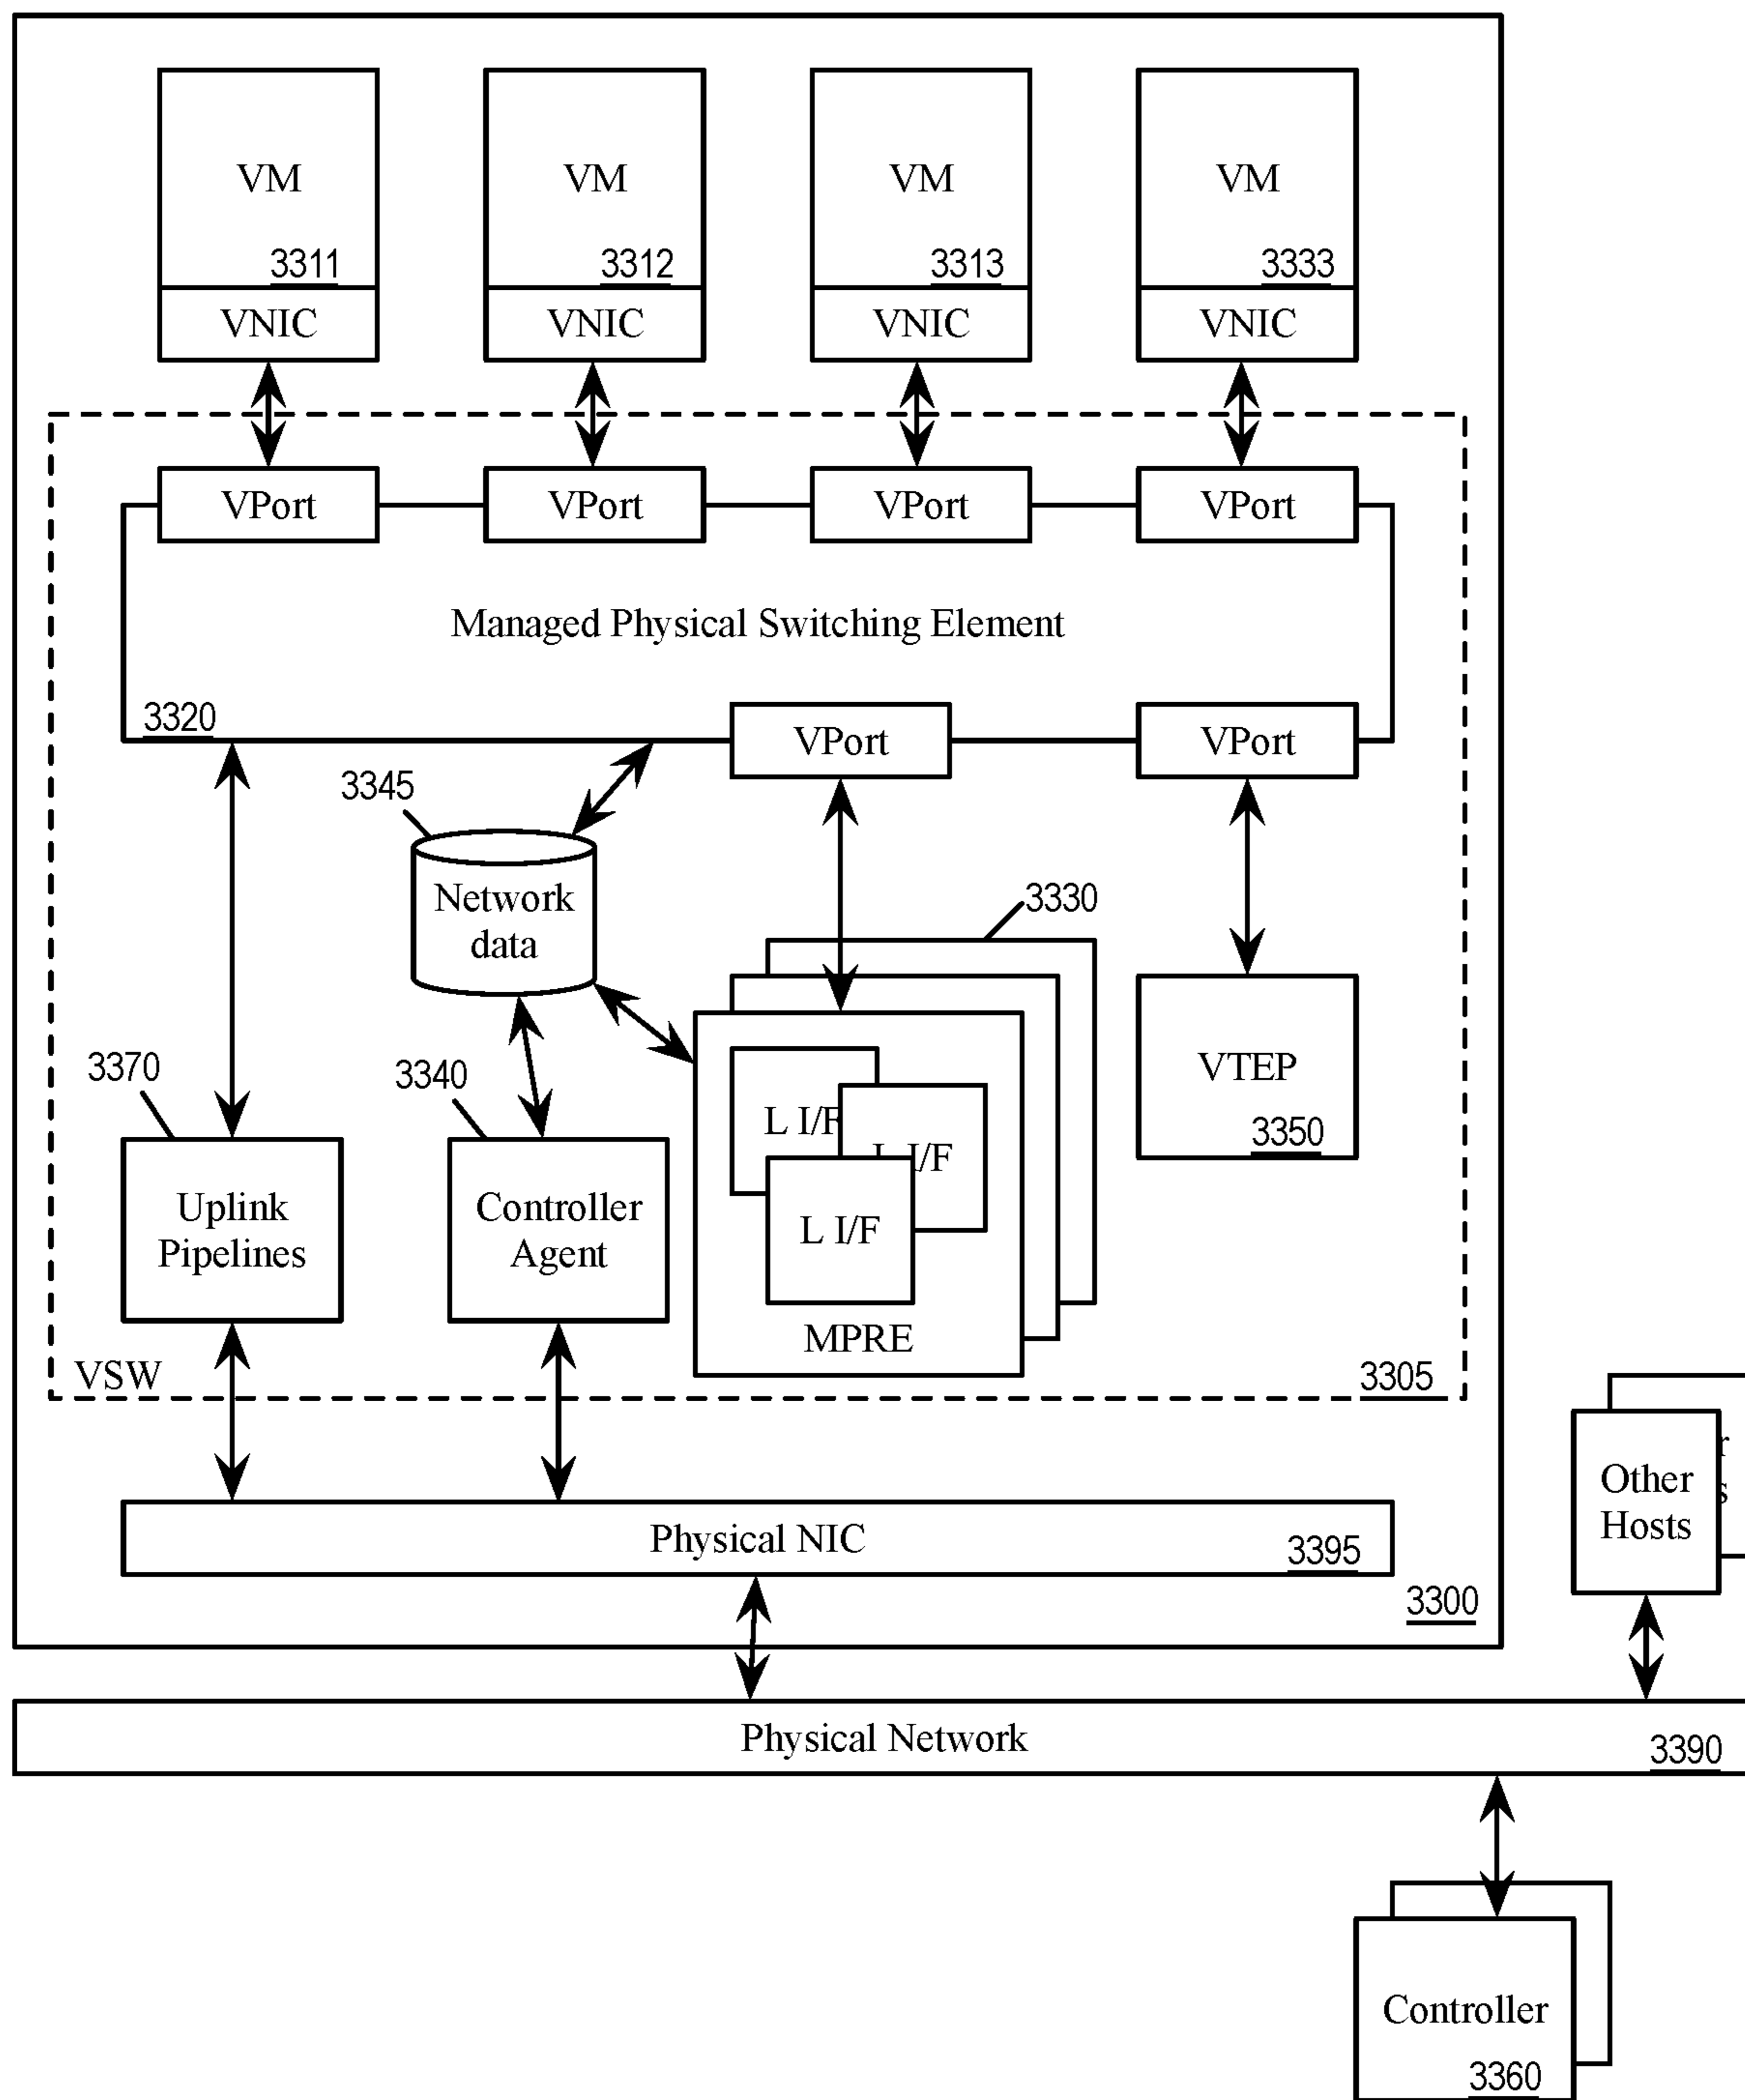 VM
VM
VM
VM
3311
3312
3313
3333
VNIC
VNIC
VNIC
VNIC
VPort
VPort
VPort
VPort
Managed Physical Switching Element
3320
VPort
VPort
3345
Network
data
3330
3370
3340
VTEP
3350
L I/F
I/F
L I/F
Uplink
Pipelines
Controller
Agent
MPRE
VSW
3305
Other
Hosts
r
s
Physical NIC
3395
3300
Physical Network
3390
Controller
3360